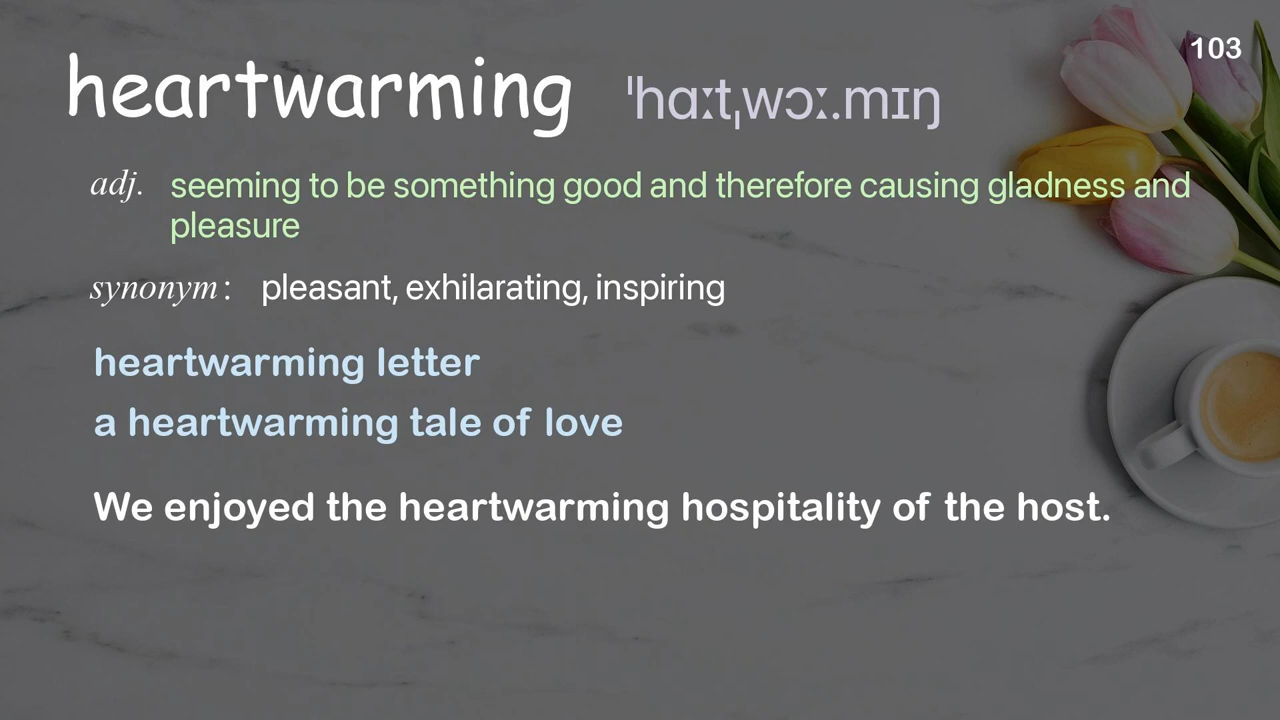 103
heartwarming ˈhɑːtˌwɔː.mɪŋ
adj. seeming to be something good and therefore causing gladness and
pleasure
synonym : pleasant, exhilarating, inspiring
heartwarming letter
a heartwarming tale of love
We enjoyed the heartwarming hospitality of the host.